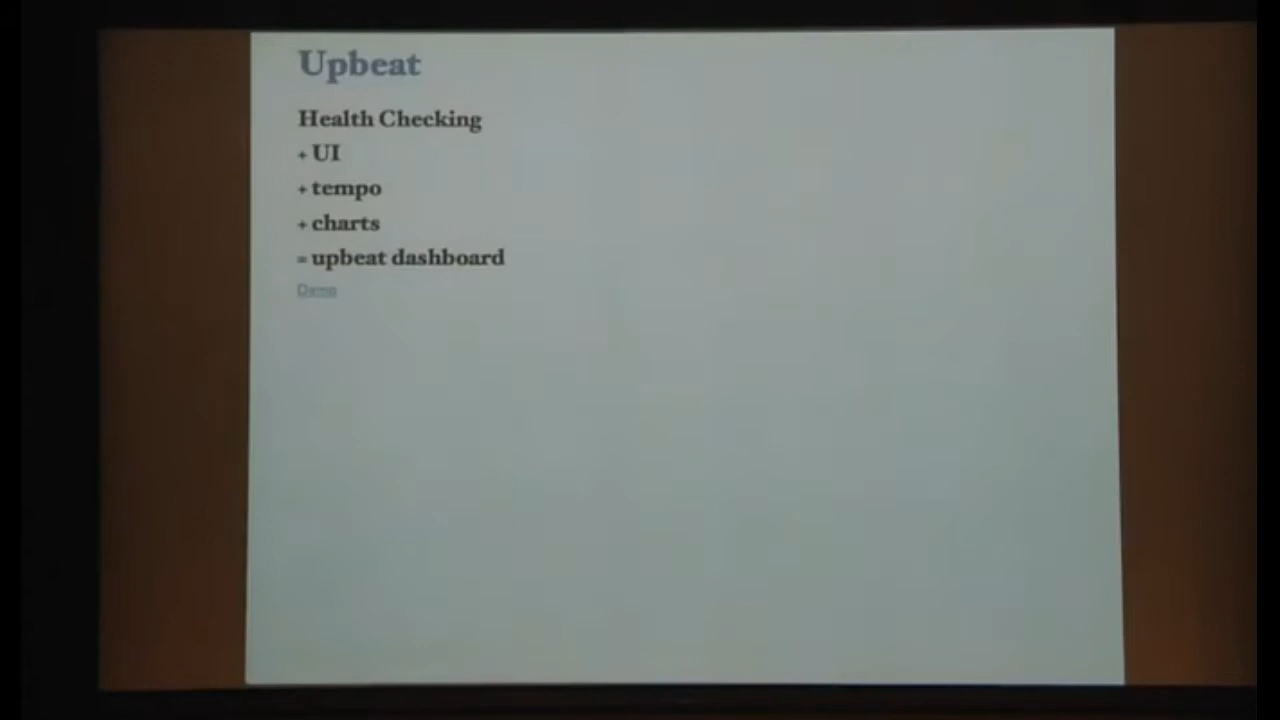 Upbeat
Health Checking
+ UI
+ tempo
+ charts
= upbeat dashboard
Demo